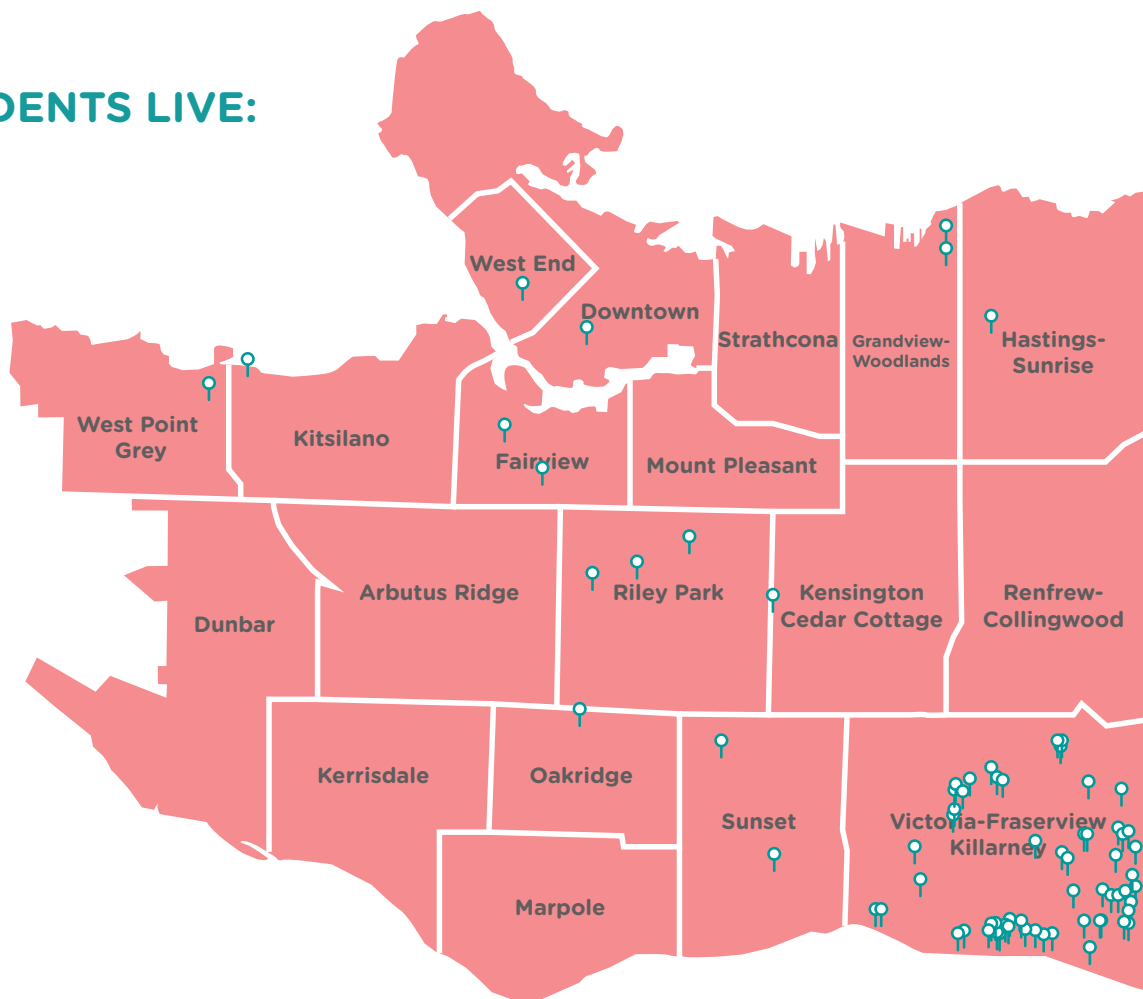 DENTS LIVE:
West End
Downtown
Strathcona
Grandview-
Woodlands
Hastings-
Sunrise
West Point
Grey
Kitsilano
Fairview
Mount Pleasant
Dunbar
Arbutus Ridge
Riley Park
Kensington
Cedar Cottage
Renfrew-
Collingwood
Kerrisdale
Oakridge
Sunset
Victoria-Fraserview
Killarney
Marpole